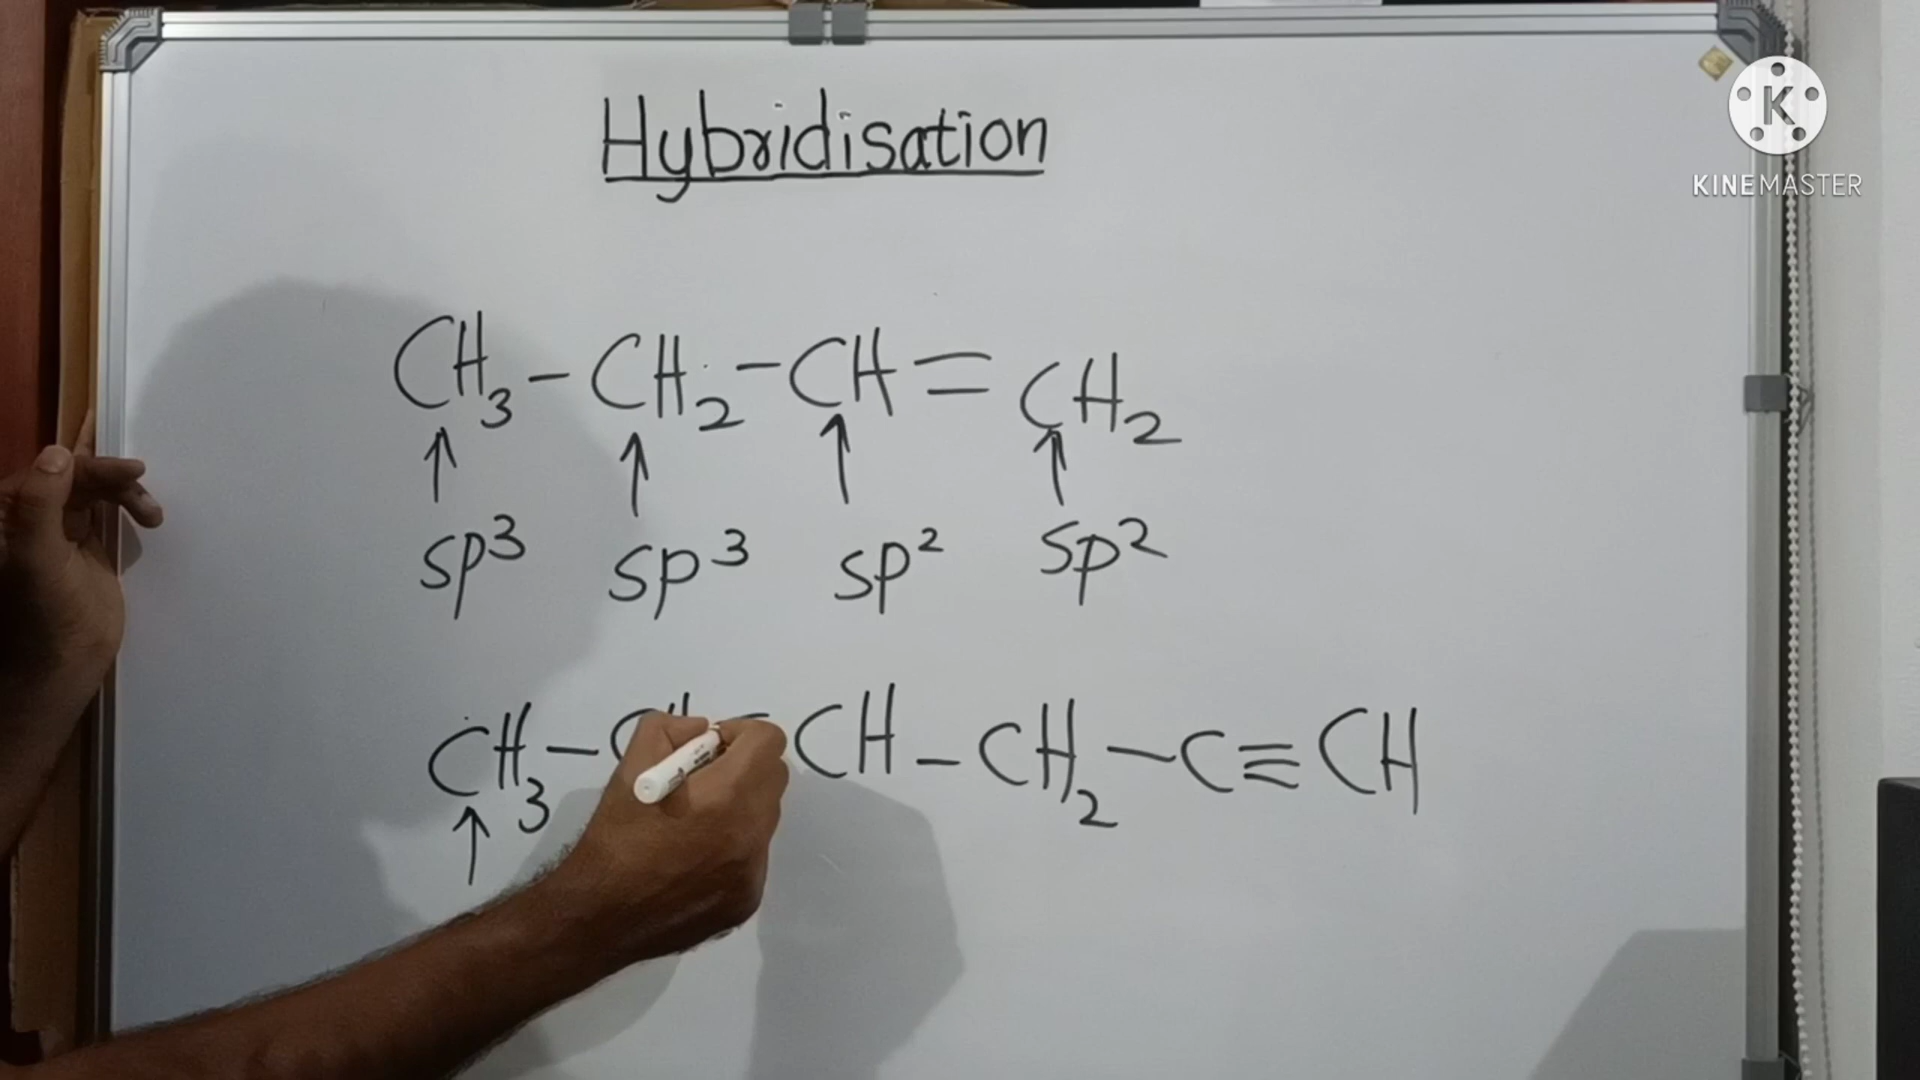 Hybridisation
KINEMASTER
CH₃-CH₂-CH=CH₂
↑ ↑ ↑ ↑
sp³ sp³ sp² sp²
CH₃- CH-CH₂-C≡CH
↑